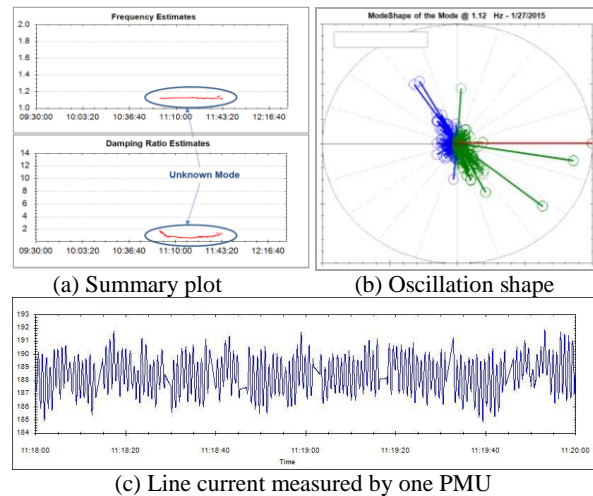 Frequency Estimates
2.0
1.8
1.6
1.4
1.2
1.0
09:30:00 10:03:20 10:36:40 11:10:00 11:43:20 12:16:40
Damping Ratio Estimates
14
12
10
8
6
4
2
Unknown Mode
09:30:00 10:03:20 10:36:40 11:10:00 11:43:20 12:16:40
ModeShape of the Mode @ 1.12 Hz - 1/27/2015
(a) Summary plot
(b) Oscillation shape
193
192
191
190
189
188
187
186
185
184
11:18:00 11:18:20 11:18:40 11:19:00 11:19:20 11:19:40 11:20:00
Time
(c) Line current measured by one PMU